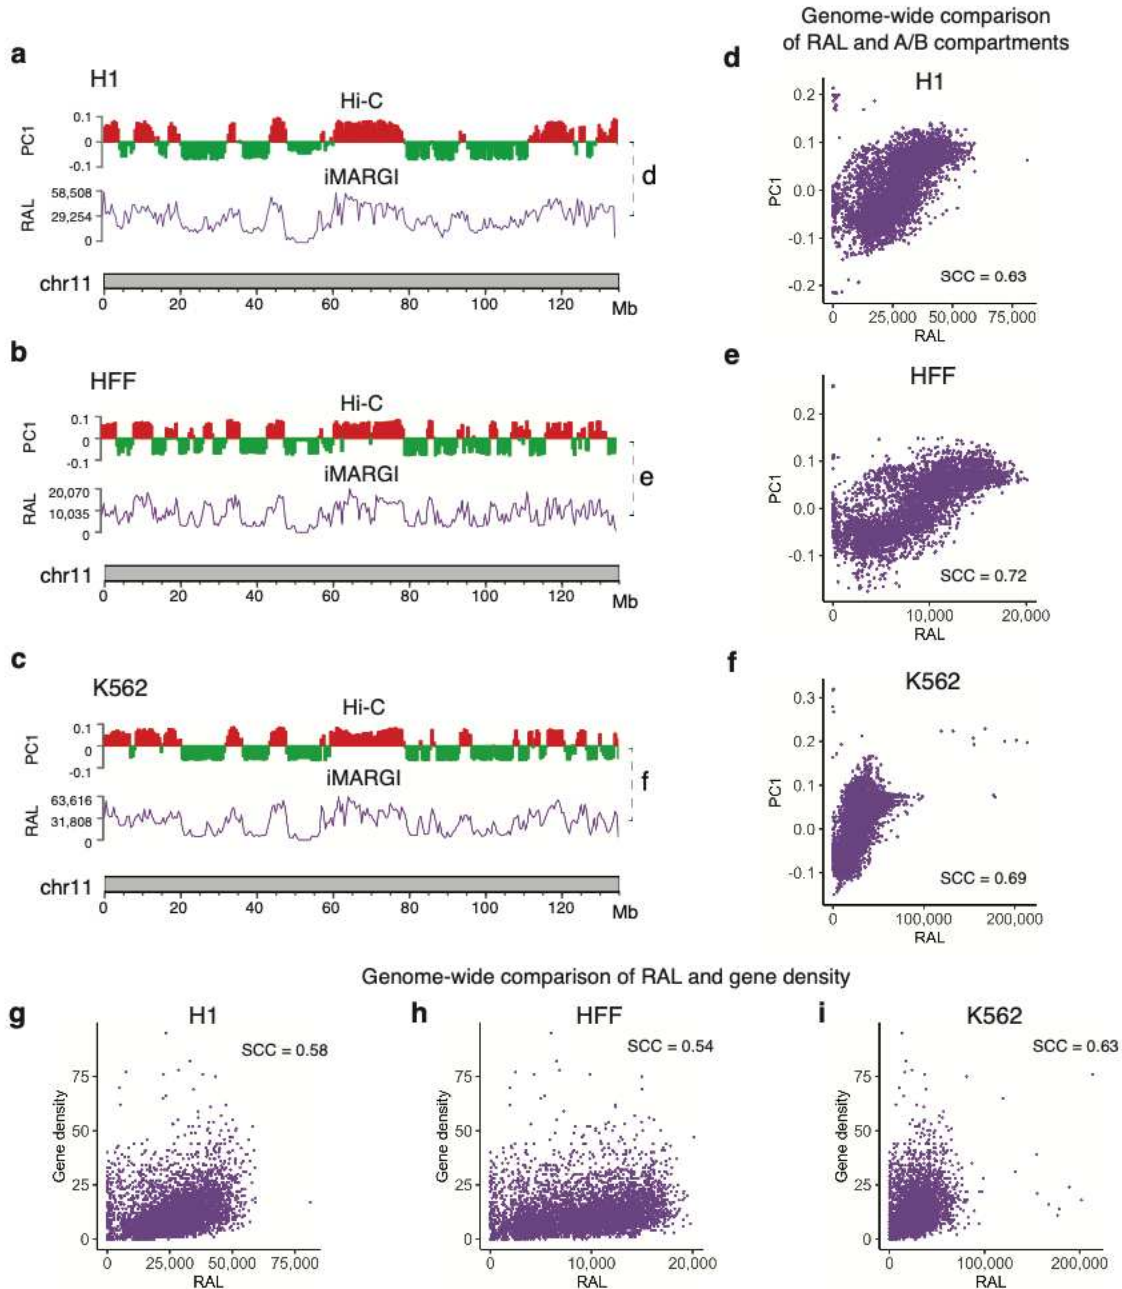 Genome-wide comparison
of RAL and A/B compartments
a
H1
Hi-C
PC1
0.1
0
-0.1
iMARGI
RAL
58,508
29,254
0
d
chr11
0 20 40 60 80 100 120 Mb
b
HFF
Hi-C
PC1
0.1
0
-0.1
iMARGI
RAL
20,070
10,035
0
e
chr11
0 20 40 60 80 100 120 Mb
c
K562
Hi-C
PC1
0.1
0
-0.1
iMARGI
RAL
63,616
31,808
0
f
chr11
0 20 40 60 80 100 120 Mb
d
H1
PC1
0.2
0.1
0.0
-0.1
-0.2
SCC = 0.63
0 25,000 50,000 75,000
RAL
e
HFF
PC1
0.2
0.1
0.0
-0.1
SCC = 0.72
0 10,000 20,000
RAL
f
K562
PC1
0.3
0.2
0.1
0.0
-0.1
SCC = 0.69
0 100,000 200,000
RAL
Genome-wide comparison of RAL and gene density
g
H1
SCC = 0.58
Gene density
75
50
25
0
0 25,000 50,000 75,000
RAL
h
HFF
SCC = 0.54
Gene density
75
50
25
0
0 10,000 20,000
RAL
i
K562
SCC = 0.63
Gene density
75
50
25
0
0 100,000 200,000
RAL